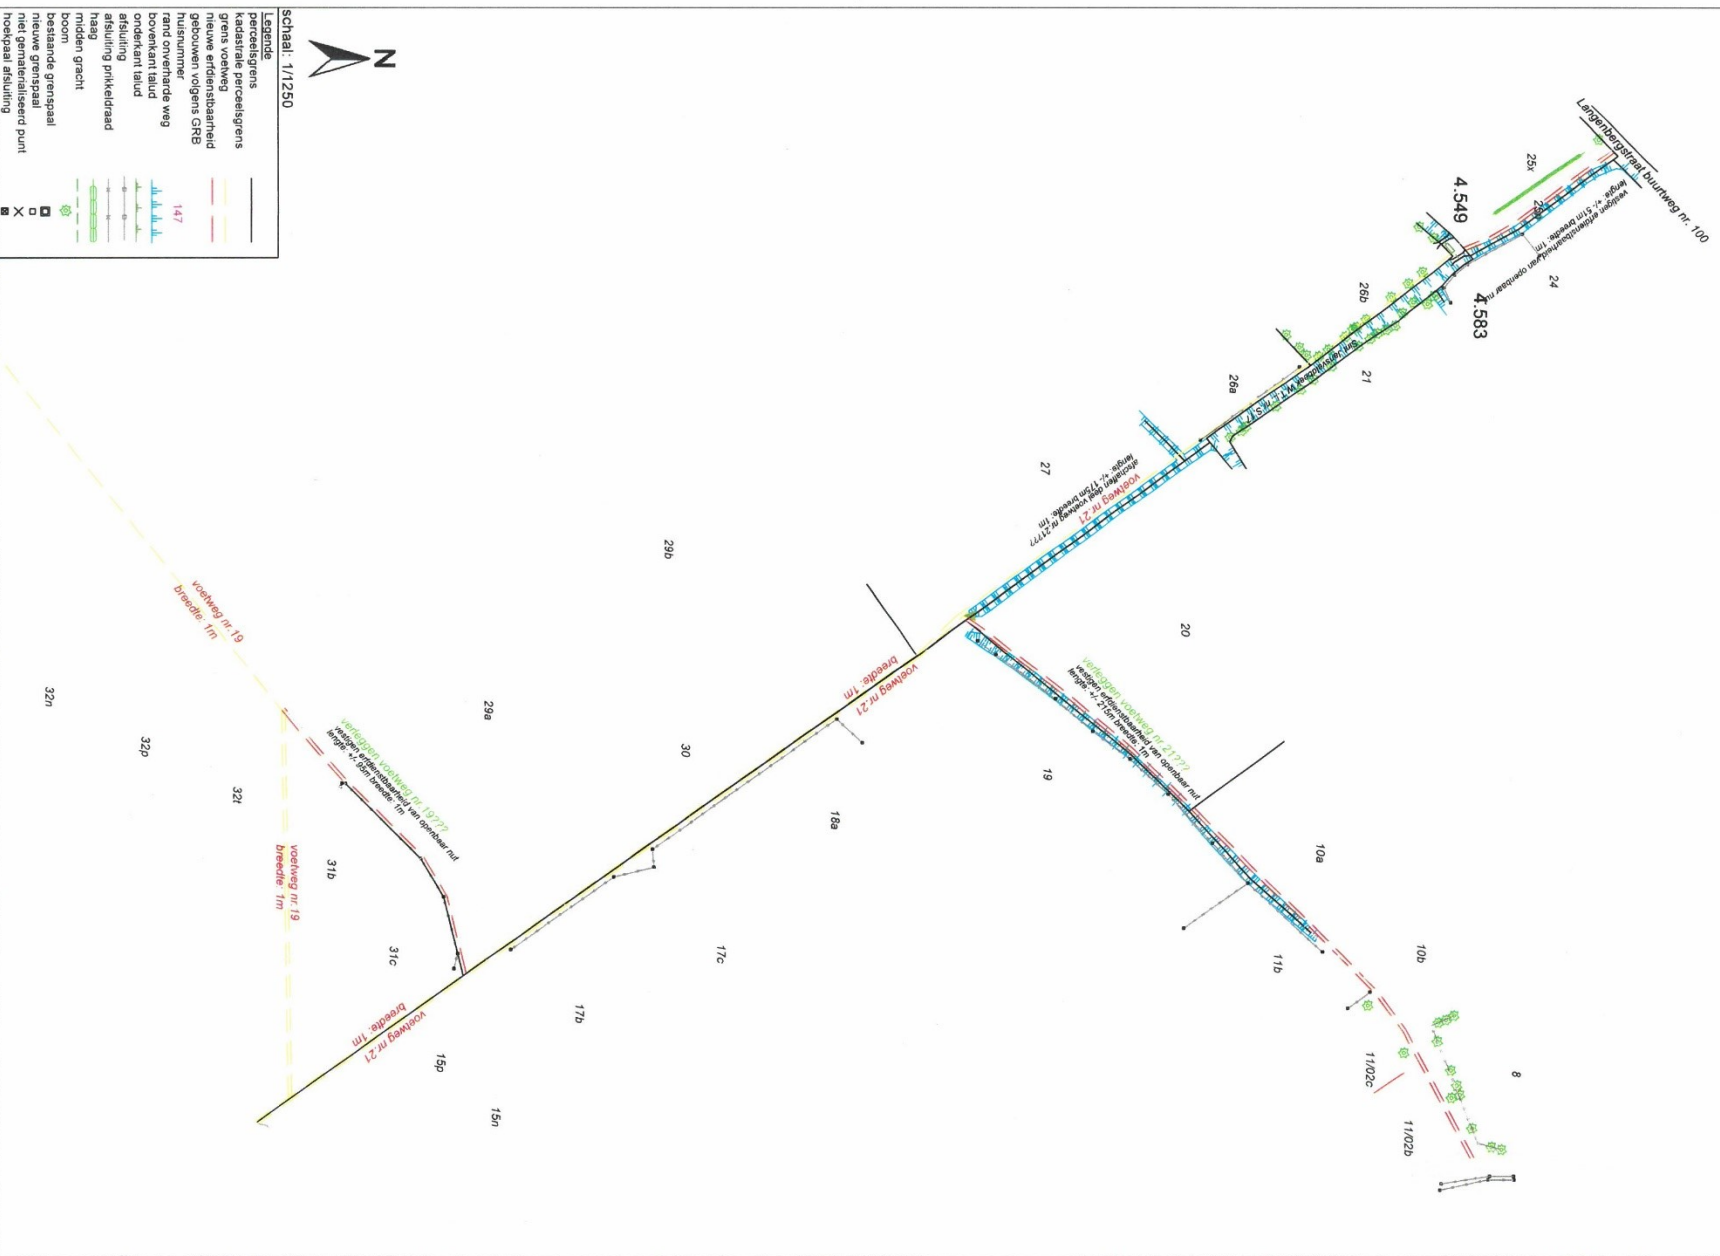 schaal: 1/1250
N
Legende
perceelsgrens
kadastrale perceelsgrens
grens voetweg
nieuwe erfdienstbaarheid
gebouwen volgens GRB
huisnummer
147
rand onverharde weg
bovenkant talud
onderkant talud
afsluiting
afsluiting prikkeldraad
haag
midden gracht
boom
bestaande grenspaal
nieuwe grenspaal
niet gematerialiseerd punt
hoekpaal afsluiting
Langenbergstraat buurtweg nr. 100
vestigen erfdienstbaarheid van openbaar nut
lengte: +/- 51m breedte: 1m
25x
24
4.549
4.583
26b
21
26a
27
afschaffen deel voetweg nr.21???
lengte: +/- 175m breedte: 1m
voetweg nr.21
29b
20
voetweg nr.21
breedte: 1m
verleggen voetweg nr 21???
vestigen erfdienstbaarheid van openbaar nut
lengte: +/- 215m breedte: 1m
19
10a
10b
11b
11/02c
11/02b
8
18a
30
29a
17c
17b
voetweg nr.19
breedte: 1m
verleggen voetweg nr 19???
vestigen erfdienstbaarheid van openbaar nut
lengte: +/- 95m breedte: 1m
32n
32p
32t
31b
31c
voetweg nr.19
breedte: 1m
voetweg nr.21
breedte: 1m
15p
15n